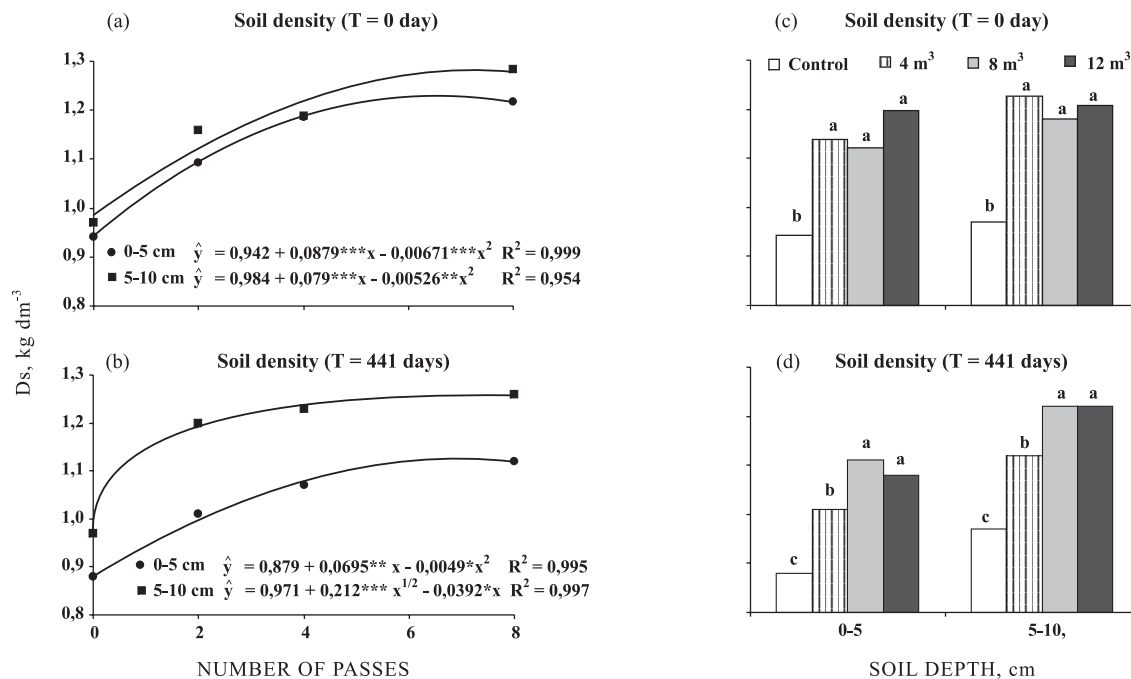 (a) Soil density (T = 0 day)
1,3
1,2
1,1
1,0
0,9
0,8
● 0-5 cm ŷ = 0,942 + 0,0879***x - 0,00671***x² R² = 0,999
■ 5-10 cm ŷ = 0,984 + 0,079***x - 0,00526**x² R² = 0,954
(b) Soil density (T = 441 days)
1,3
1,2
1,1
1,0
0,9
0,8
● 0-5 cm ŷ = 0,879 + 0,0695** x - 0,0049*x² R² = 0,995
■ 5-10 cm ŷ = 0,971 + 0,212*** x^1/2 - 0,0392*x R² = 0,997
0 2 4 6 8
NUMBER OF PASSES
Ds, kg dm⁻³
(c) Soil density (T = 0 day)
Control 4 m³ 8 m³ 12 m³
b a a a b a a a
(d) Soil density (T = 441 days)
c b a a c b a a
0-5 5-10,
SOIL DEPTH, cm